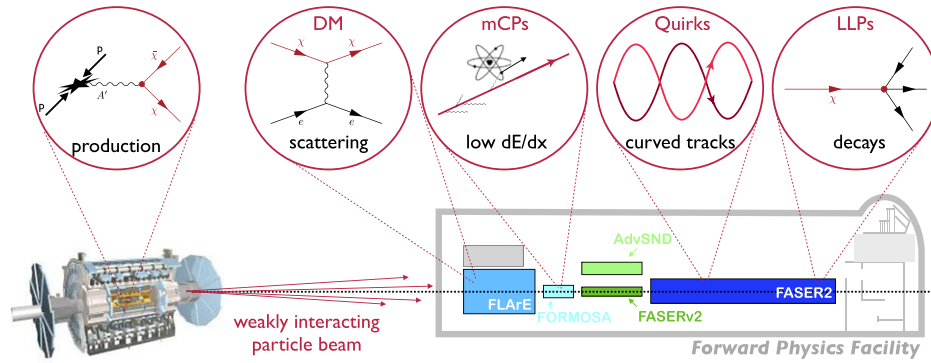 DM
mCPs
Quirks
LLPs
P
P
A′
χ̄
χ
production
χ
χ
e
e
scattering
low dE/dx
curved tracks
χ
decays
AdvSND
FLArE
FORMOSA
FASERv2
FASER2
weakly interacting
particle beam
Forward Physics Facility